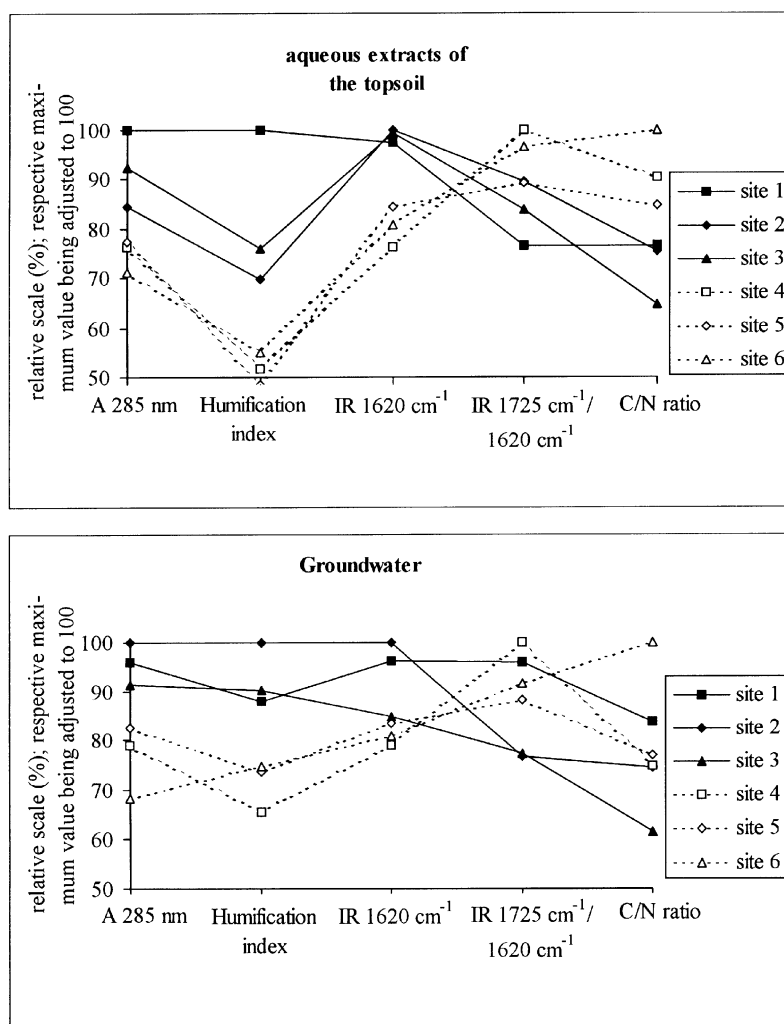 aqueous extracts of
the topsoil
relative scale (%); respective maxi-
mum value being adjusted to 100
100
90
80
70
60
50
A 285 nm
Humification
index
IR 1620 cm⁻¹
IR 1725 cm⁻¹/
1620 cm⁻¹
C/N ratio
site 1
site 2
site 3
site 4
site 5
site 6
Groundwater
relative scale (%); respective maxi-
mum value being adjusted to 100
100
90
80
70
60
50
A 285 nm
Humification
index
IR 1620 cm⁻¹
IR 1725 cm⁻¹/
1620 cm⁻¹
C/N ratio
site 1
site 2
site 3
site 4
site 5
site 6